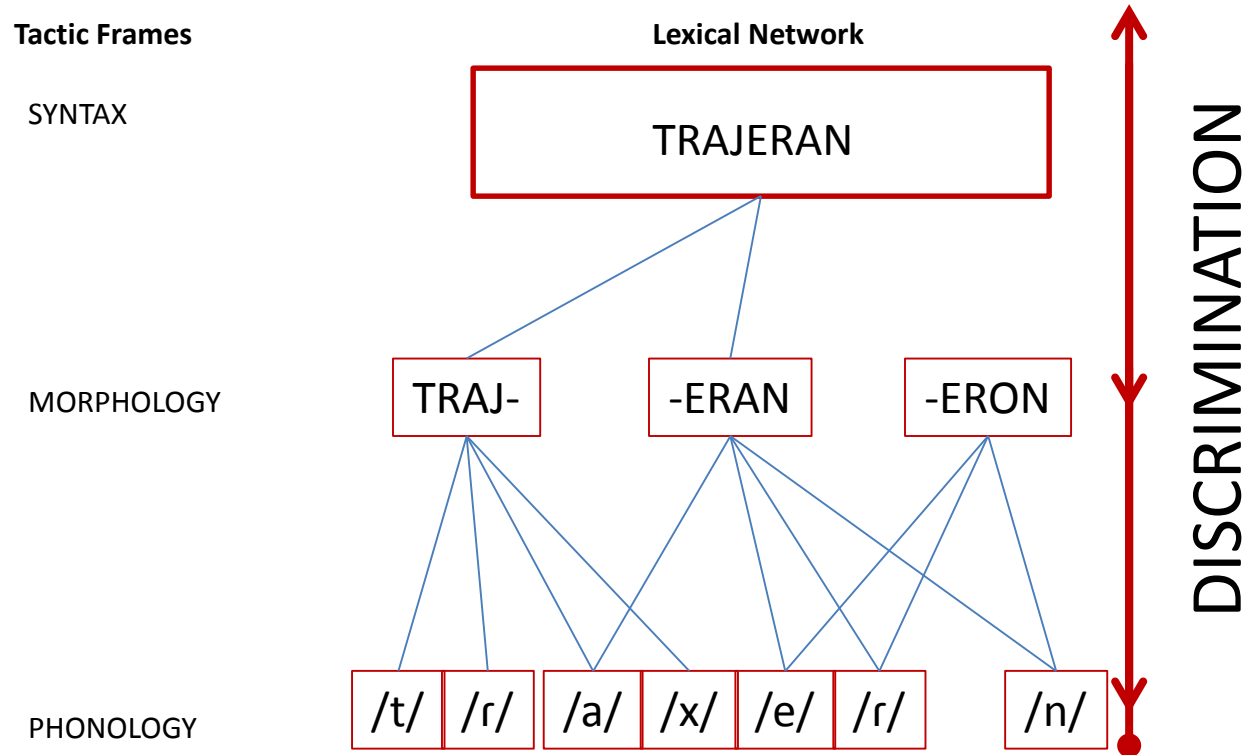 Tactic Frames
Lexical Network
SYNTAX
TRAJERAN
DISCRIMINATION
MORPHOLOGY
TRAJ-
-ERAN
-ERON
PHONOLOGY
/t/
/ɾ/
/a/
/x/
/e/
/ɾ/
/n/